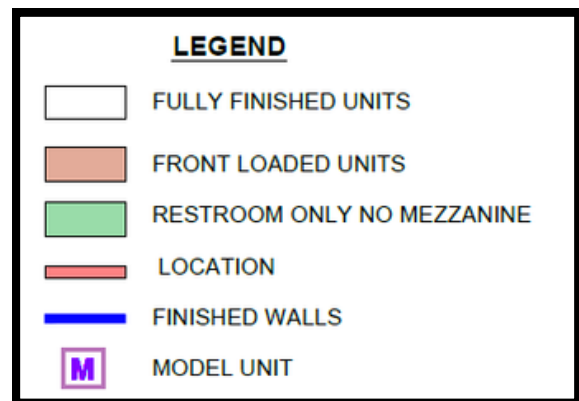 LEGEND
FULLY FINISHED UNITS
FRONT LOADED UNITS
RESTROOM ONLY NO MEZZANINE
LOCATION
FINISHED WALLS
M MODEL UNIT